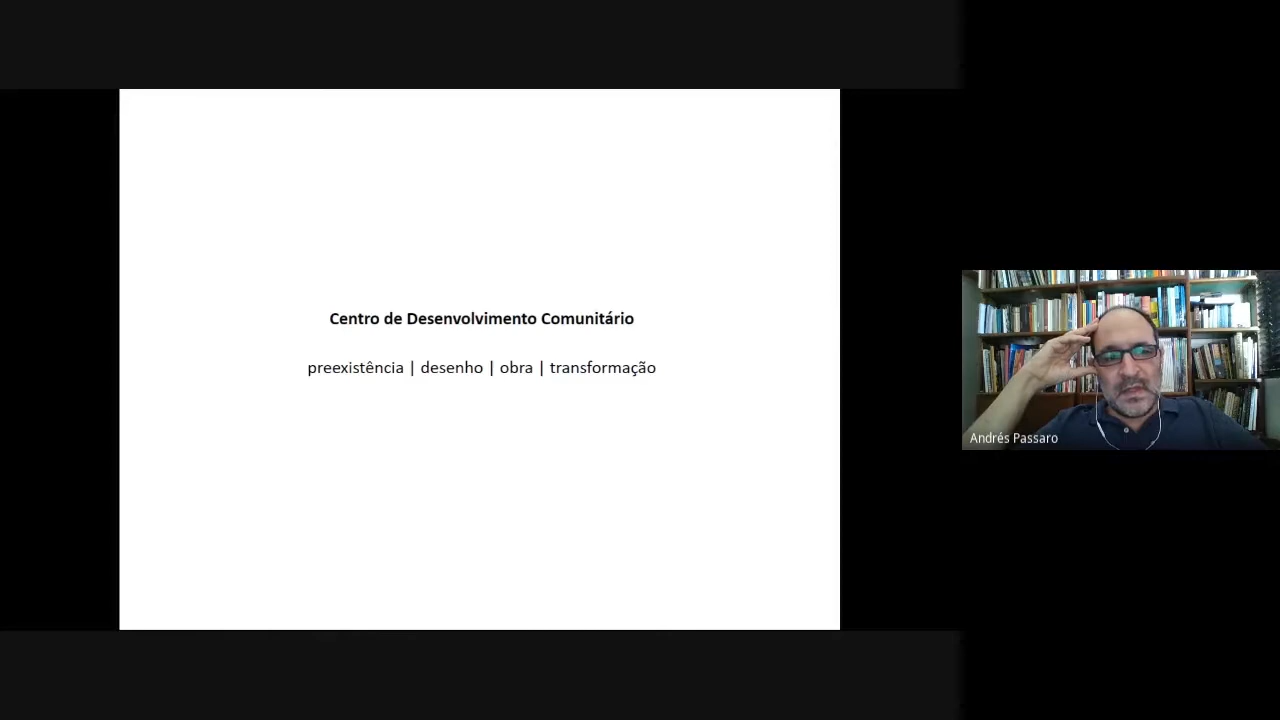 Centro de Desenvolvimento Comunitário
preexistência | desenho | obra | transformação
Andrés Passaro